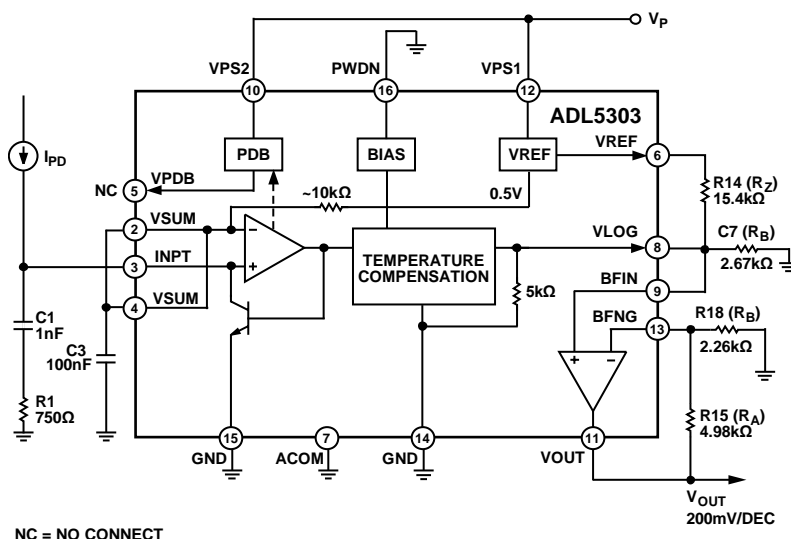 V_P
VPS2
PWDN
VPS1
10
16
12
ADL5303
I_PD
PDB
BIAS
VREF
VREF
6
NC
5
VPDB
~10kΩ
0.5V
R14 (R_Z)
15.4kΩ
2
VSUM
–
VLOG
8
C7 (R_B)
2.67kΩ
3
INPT
+
TEMPERATURE
COMPENSATION
5kΩ
BFIN
9
4
VSUM
BFNG
13
R18 (R_B)
2.26kΩ
C1
1nF
C3
100nF
+
–
R1
750Ω
R15 (R_A)
4.98kΩ
15
7
14
11
GND
ACOM
GND
VOUT
V_OUT
200mV/DEC
NC = NO CONNECT